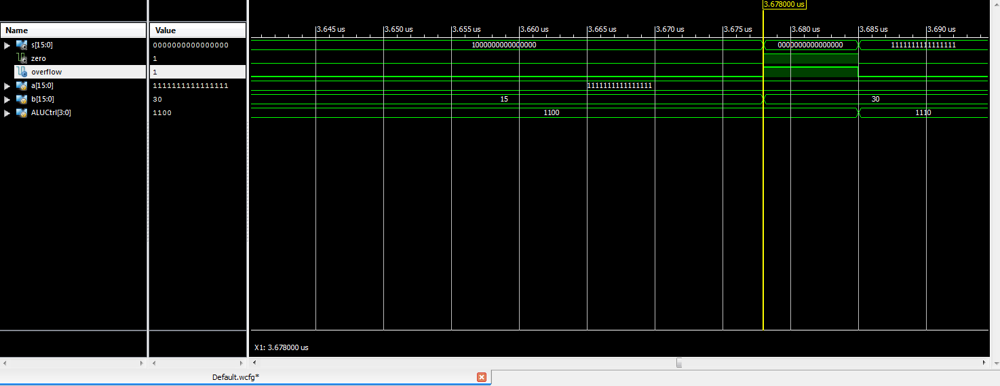 3.678000 us
Name
Value
3.645 us
3.650 us
3.655 us
3.660 us
3.665 us
3.670 us
3.675 us
3.680 us
3.685 us
3.690 us
s[15:0]
0000000000000000
1000000000000000
0000000000000000
1111111111111111
zero
1
overflow
1
a[15:0]
1111111111111111
1111111111111111
b[15:0]
30
15
30
ALUCtrl[3:0]
1100
1100
1110
X1: 3.678000 us
Default.wcfg*